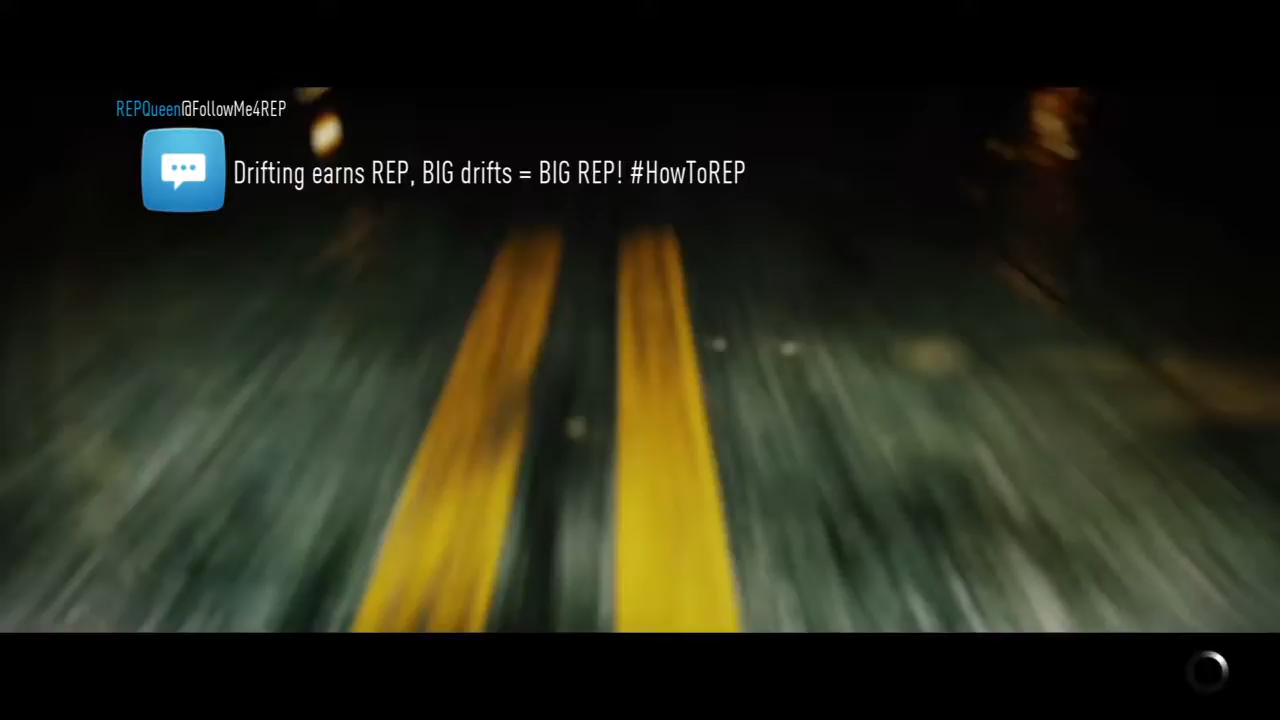 REPQueen@FollowMe4REP
Drifting earns REP, BIG drifts = BIG REP! #HowToREP